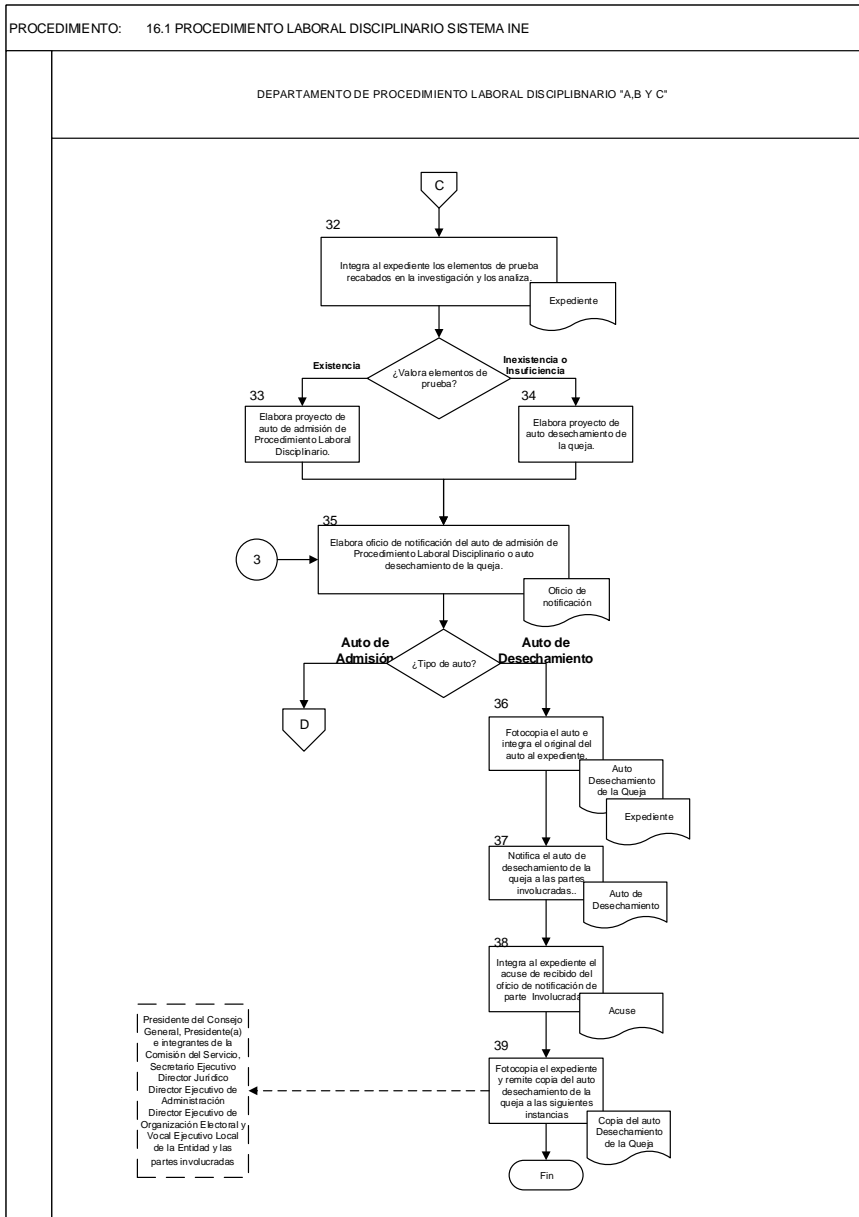 PROCEDIMIENTO: 16.1 PROCEDIMIENTO LABORAL DISCIPLINARIO SISTEMA INE
DEPARTAMENTO DE PROCEDIMIENTO LABORAL DISCIPLIBNARIO "A,B Y C"
C
32
Integra al expediente los elementos de prueba
recabados en la investigación y los analiza.
Expediente
¿Valora elementos de
prueba?
Existencia
Inexistencia o
Insuficiencia
33
Elabora proyecto de
auto de admisión de
Procedimiento Laboral
Disciplinario.
34
Elabora proyecto de
auto desechamiento de
la queja.
35
Elabora oficio de notificación del auto de admisión de
Procedimiento Laboral Disciplinario o auto
desechamiento de la queja.
3
Oficio de
notificación
¿Tipo de auto?
Auto de
Admisión
Auto de
Desechamiento
D
36
Fotocopia el auto e
integra el original del
auto al expediente.
Auto
Desechamiento
de la Queja
Expediente
37
Notifica el auto de
desechamiento de la
queja a las partes
involucradas..
Auto de
Desechamiento
38
Integra al expediente el
acuse de recibido del
oficio de notificación de
parte Involucrada
Acuse
39
Fotocopia el expediente
y remite copia del auto
desechamiento de la
queja a las siguientes
instancias
Copia del auto
Desechamiento
de la Queja
Presidente del Consejo
General, Presidente(a)
e integrantes de la
Comisión del Servicio,
Secretario Ejecutivo
Director Jurídico
Director Ejecutivo de
Administración
Director Ejecutivo de
Organización Electoral y
Vocal Ejecutivo Local
de la Entidad y las
partes involucradas
Fin